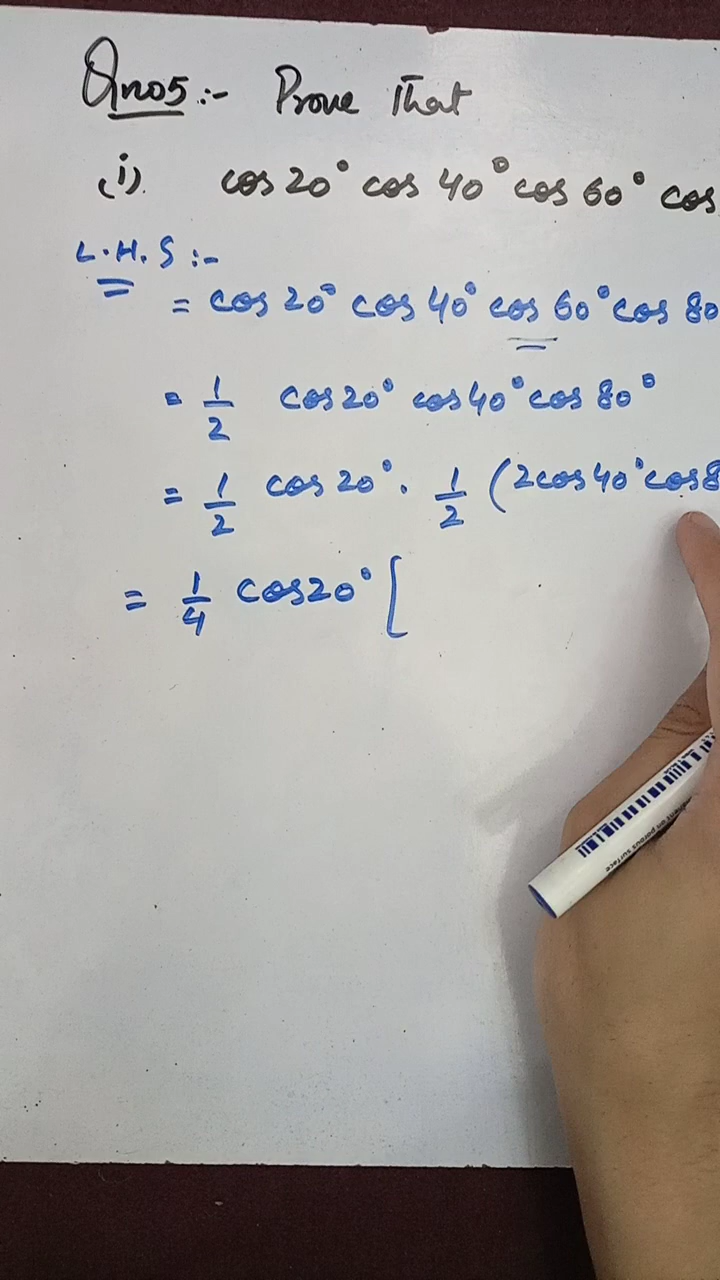 Qno5:- Prove That
(i). cos 20° cos 40° cos 60° cos
L.H.S :-
= cos 20° cos 40° cos 60° cos 80
= 1/2 cos 20° cos 40° cos 80°
= 1/2 cos 20° . 1/2 (2cos 40° cos 8
= 1/4 cos 20° [